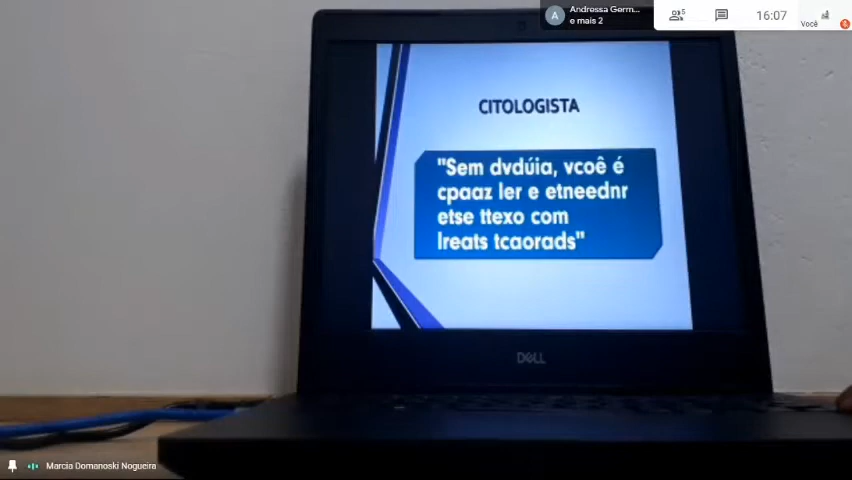 Andressa Germ...
e mais 2
A
5
16:07
Você
CITOLOGISTA
"Sem dvdúia, vcoê é
cpaaz ler e etneednr
etse ttexo com
lreats tcaorads"
DELL
Marcia Domanoski Nogueira